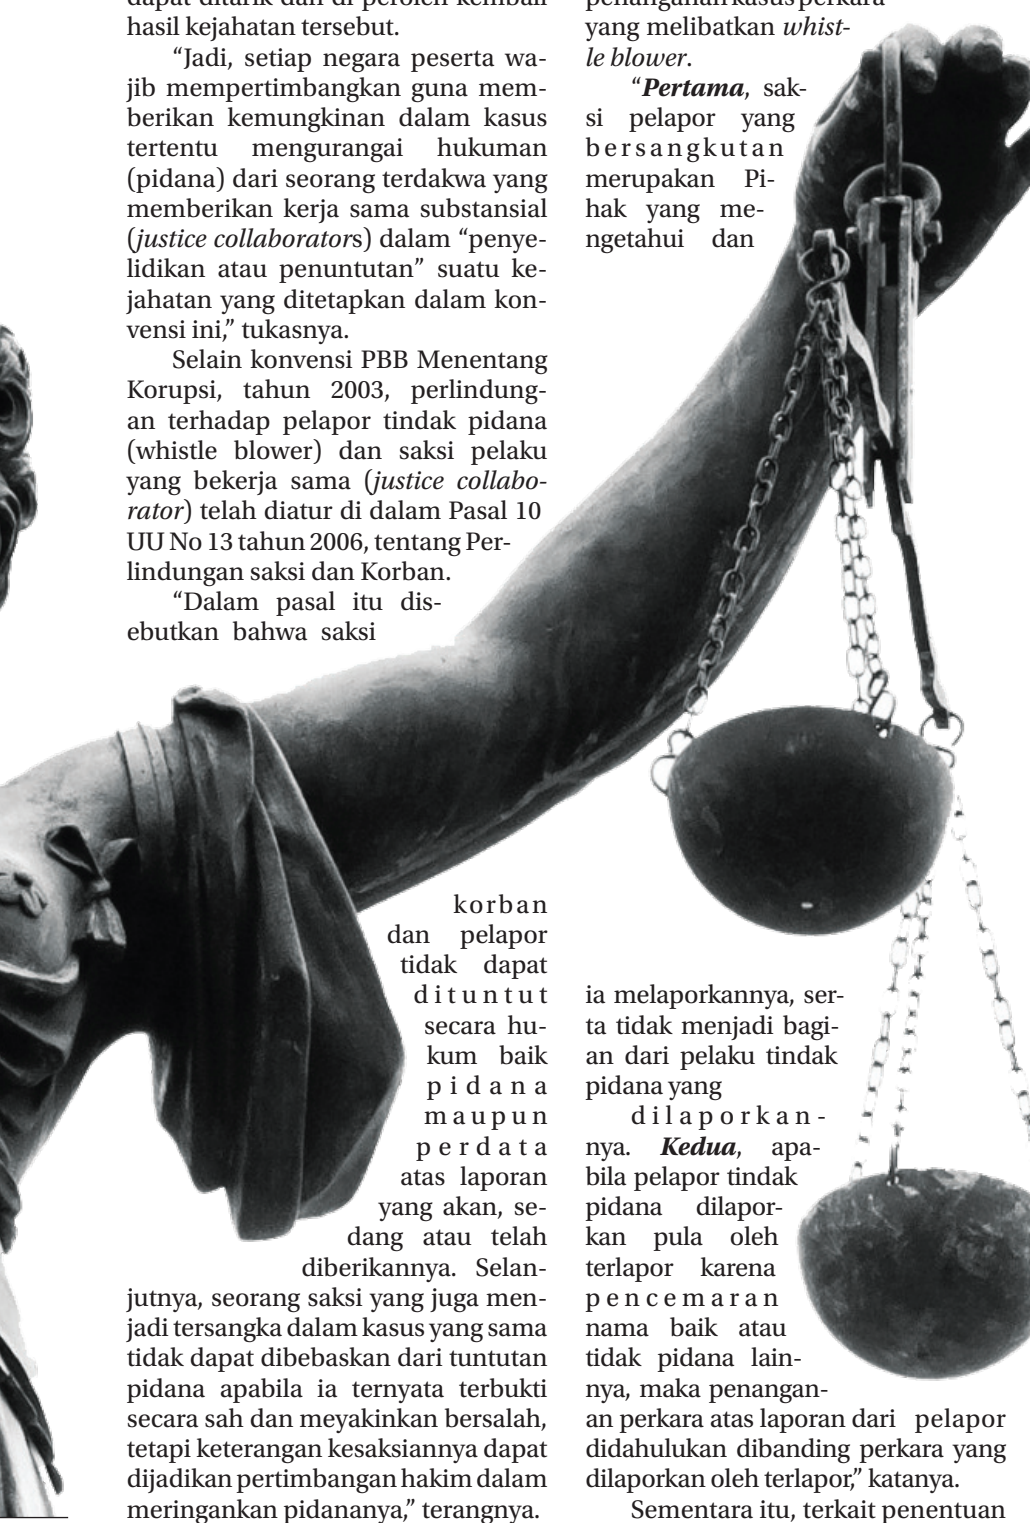 hasil kejahatan tersebut.
“Jadi, setiap negara peserta wa-
jib mempertimbangkan guna mem-
berikan kemungkinan dalam kasus
tertentu mengurangai hukuman
(pidana) dari seorang terdakwa yang
memberikan kerja sama substansial
(justice collaborators) dalam “penye-
lidikan atau penuntutan” suatu ke-
jahatan yang ditetapkan dalam kon-
vensi ini,” tukasnya.
Selain konvensi PBB Menentang
Korupsi, tahun 2003, perlindung-
an terhadap pelapor tindak pidana
(whistle blower) dan saksi pelaku
yang bekerja sama (justice collabo-
rator) telah diatur di dalam Pasal 10
UU No 13 tahun 2006, tentang Per-
lindungan saksi dan Korban.
“Dalam pasal itu dis-
ebutkan bahwa saksi
korban
dan pelapor
tidak dapat
dituntut
secara hu-
kum baik
pidana
maupun
perdata
atas laporan
yang akan, se-
dang atau telah
diberikannya. Selan-
jutnya, seorang saksi yang juga men-
jadi tersangka dalam kasus yang sama
tidak dapat dibebaskan dari tuntutan
pidana apabila ia ternyata terbukti
secara sah dan meyakinkan bersalah,
tetapi keterangan kesaksiannya dapat
dijadikan pertimbangan hakim dalam
meringankan pidananya,” terangnya.
yang melibatkan whist-
le blower.
“Pertama, sak-
si pelapor yang
bersangkutan
merupakan Pi-
hak yang me-
ngetahui dan
ia melaporkannya, ser-
ta tidak menjadi bagi-
an dari pelaku tindak
pidana yang
dilaporkan-
nya. Kedua, apa-
bila pelapor tindak
pidana dilapor-
kan pula oleh
terlapor karena
pencemaran
nama baik atau
tidak pidana lain-
nya, maka penangan-
an perkara atas laporan dari pelapor
didahulukan dibanding perkara yang
dilaporkan oleh terlapor,” katanya.
Sementara itu, terkait penentuan